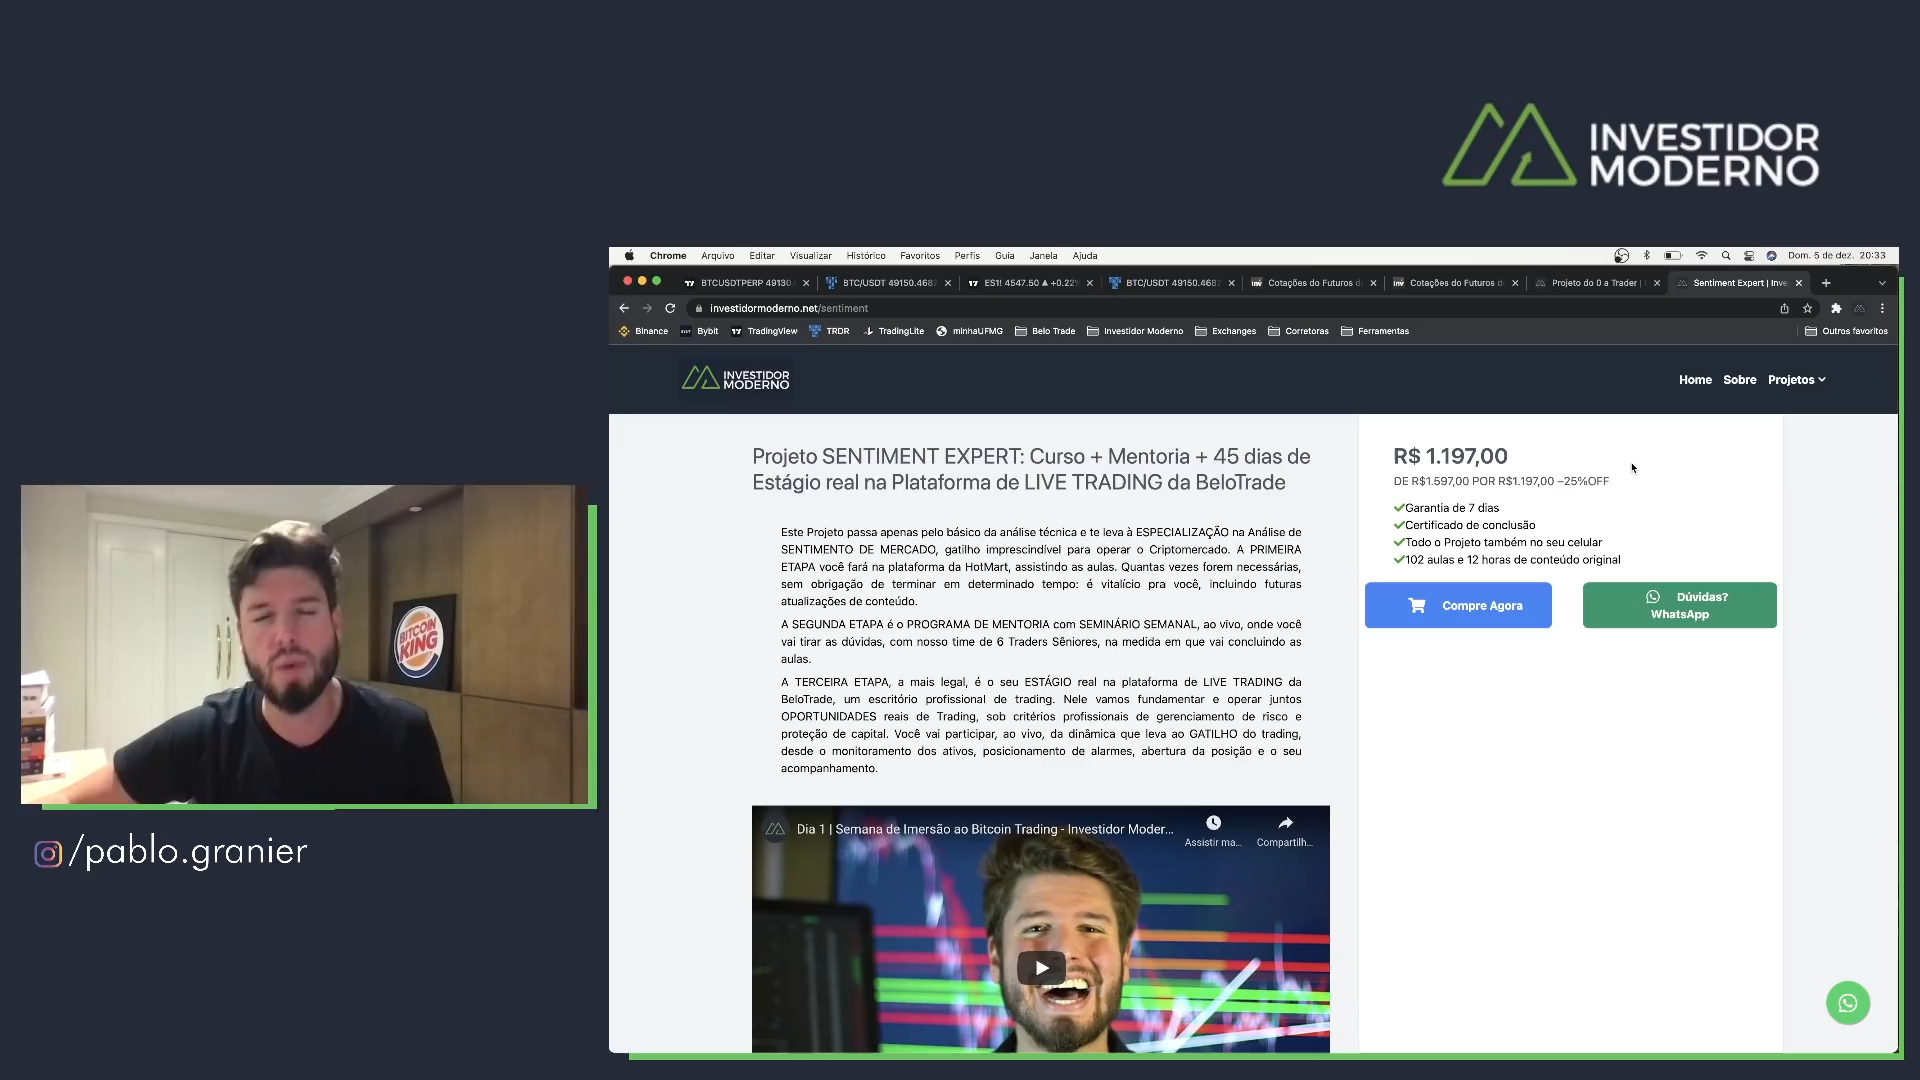 INVESTIDOR
MODERNO
Chrome Arquivo Editar Visualizar Histórico Favoritos Perfis Guia Janela Ajuda
Dom. 5 de dez. 20:33
BTCUSDTPERP 49130
BTC/USDT 49150.468
ES1! 4547.50 ▲ +0.22%
BTC/USDT 49150.468
Cotações do Futuros d
Cotações do Futuros d
Projeto do 0 a Trader |
Sentiment Expert | Inve
investidormoderno.net/sentiment
Binance Bybit TradingView TRDR TradingLite minhaUFMG Belo Trade Investidor Moderno Exchanges Corretoras Ferramentas
Outros favoritos
INVESTIDOR
MODERNO
Home Sobre Projetos
Projeto SENTIMENT EXPERT: Curso + Mentoria + 45 dias de
Estágio real na Plataforma de LIVE TRADING da BeloTrade
Este Projeto passa apenas pelo básico da análise técnica e te leva à ESPECIALIZAÇÃO na Análise de
SENTIMENTO DE MERCADO, gatilho imprescindível para operar o Criptomercado. A PRIMEIRA
ETAPA você fará na plataforma da HotMart, assistindo as aulas. Quantas vezes forem necessárias,
sem obrigação de terminar em determinado tempo: é vitalício pra você, incluindo futuras
atualizações de conteúdo.
A SEGUNDA ETAPA é o PROGRAMA DE MENTORIA com SEMINÁRIO SEMANAL, ao vivo, onde você
vai tirar as dúvidas, com nosso time de 6 Traders Sêniores, na medida em que vai concluindo as
aulas.
A TERCEIRA ETAPA, a mais legal, é o seu ESTÁGIO real na plataforma de LIVE TRADING da
BeloTrade, um escritório profissional de trading. Nele vamos fundamentar e operar juntos
OPORTUNIDADES reais de Trading, sob critérios profissionais de gerenciamento de risco e
proteção de capital. Você vai participar, ao vivo, da dinâmica que leva ao GATILHO do trading,
desde o monitoramento dos ativos, posicionamento de alarmes, abertura da posição e o seu
acompanhamento.
R$ 1.197,00
DE R$1.597,00 POR R$1.197,00 –25%OFF
Garantia de 7 dias
Certificado de conclusão
Todo o Projeto também no seu celular
102 aulas e 12 horas de conteúdo original
Compre Agora
Dúvidas?
WhatsApp
Dia 1 | Semana de Imersão ao Bitcoin Trading - Investidor Moder...
Assistir ma...
Compartilh...
BITCOIN
KING
/pablo.granier